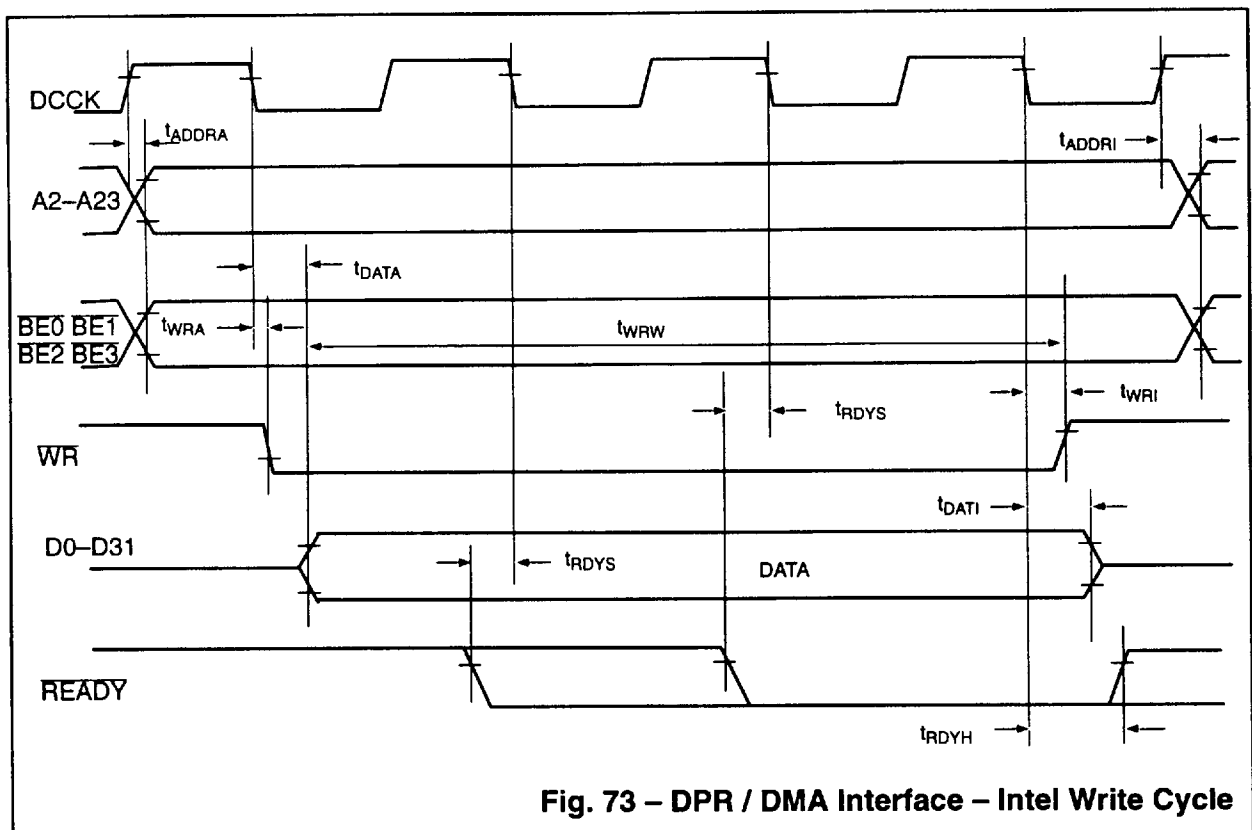 DCCK
tADDRA
tADDRI
A2–A23
tDATA
BE0 BE1
BE2 BE3
tWRA
tWRW
tWRI
tRDYS
WR
tDATI
D0–D31
tRDYS
DATA
READY
tRDYH
Fig. 73 – DPR / DMA Interface – Intel Write Cycle